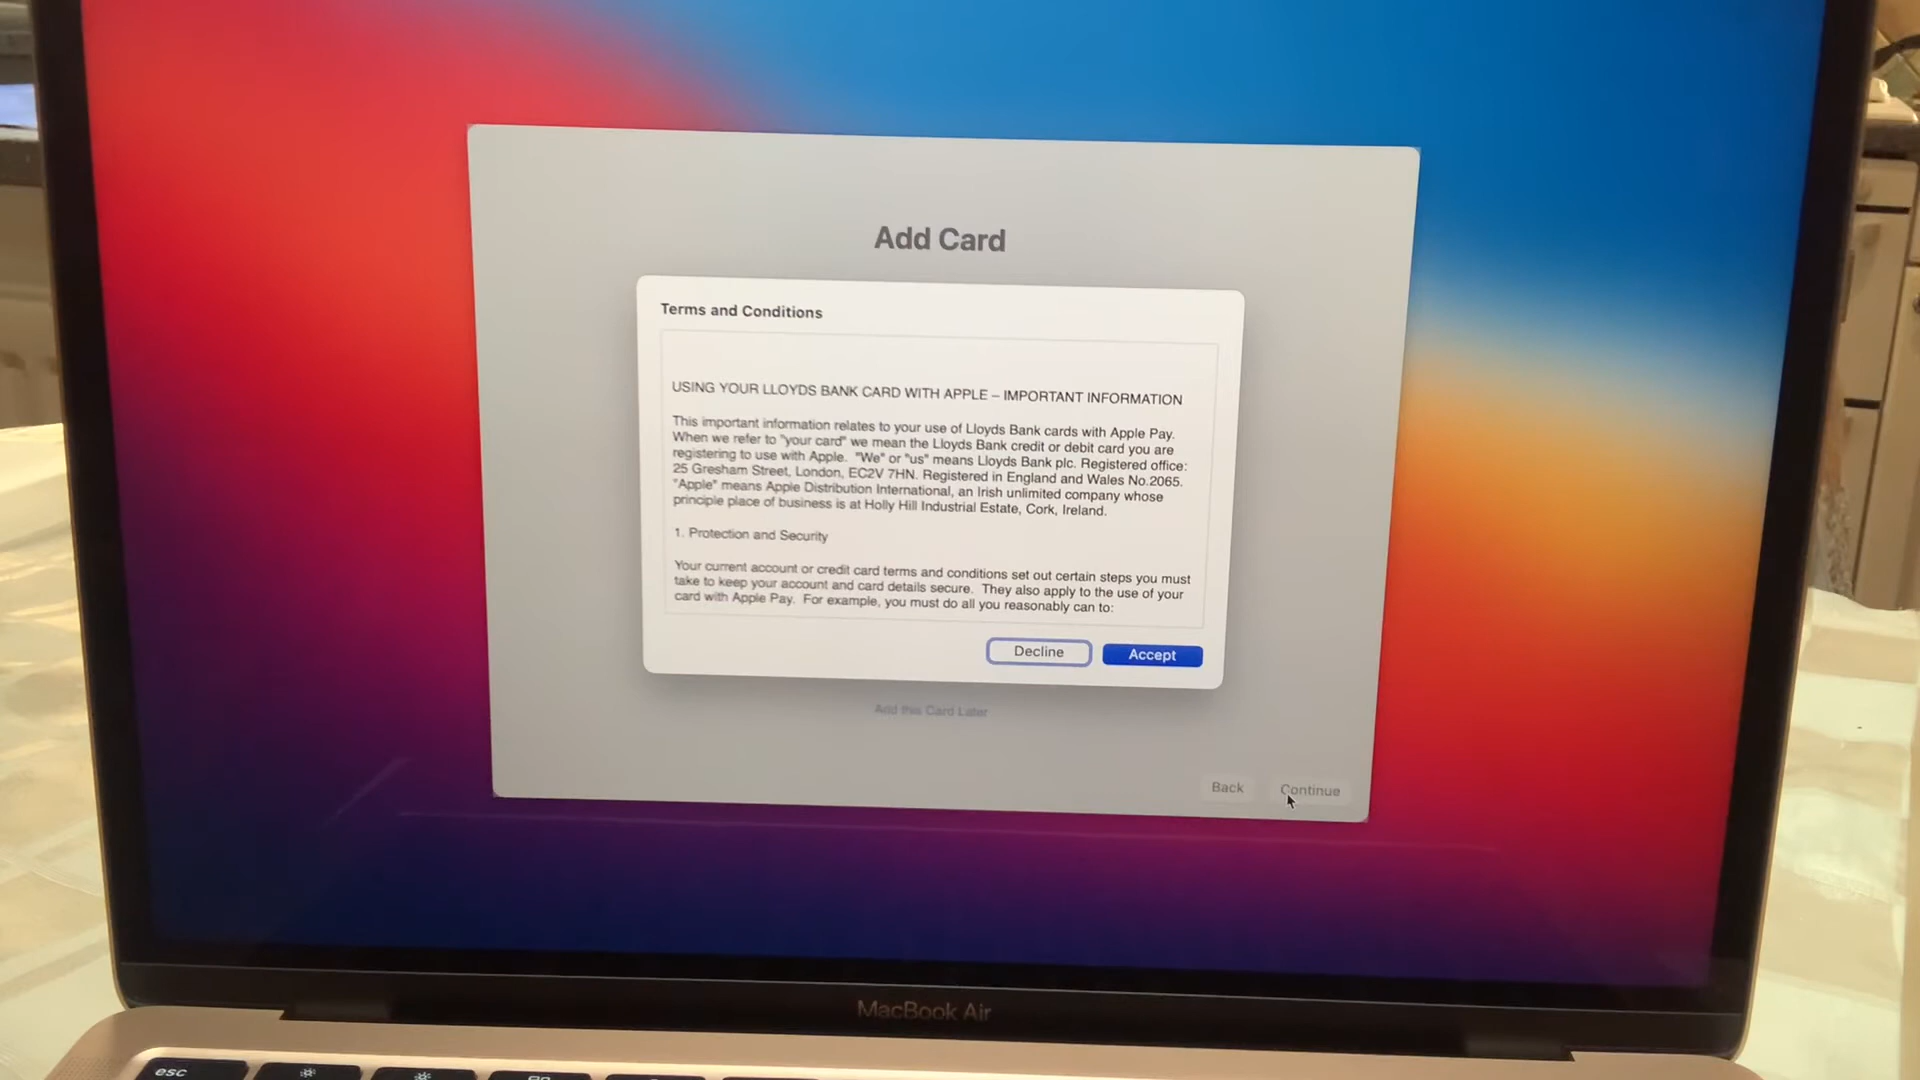 Add Card
Terms and Conditions
USING YOUR LLOYDS BANK CARD WITH APPLE – IMPORTANT INFORMATION
This important information relates to your use of Lloyds Bank cards with Apple Pay.
When we refer to "your card" we mean the Lloyds Bank credit or debit card you are
registering to use with Apple.  "We" or "us" means Lloyds Bank plc. Registered office:
25 Gresham Street, London, EC2V 7HN. Registered in England and Wales No.2065.
"Apple" means Apple Distribution International, an Irish unlimited company whose
principle place of business is at Holly Hill Industrial Estate, Cork, Ireland.
1. Protection and Security
Your current account or credit card terms and conditions set out certain steps you must
take to keep your account and card details secure.  They also apply to the use of your
card with Apple Pay.  For example, you must do all you reasonably can to:
Decline
Accept
Add this Card Later
Back
Continue
MacBook Air
esc